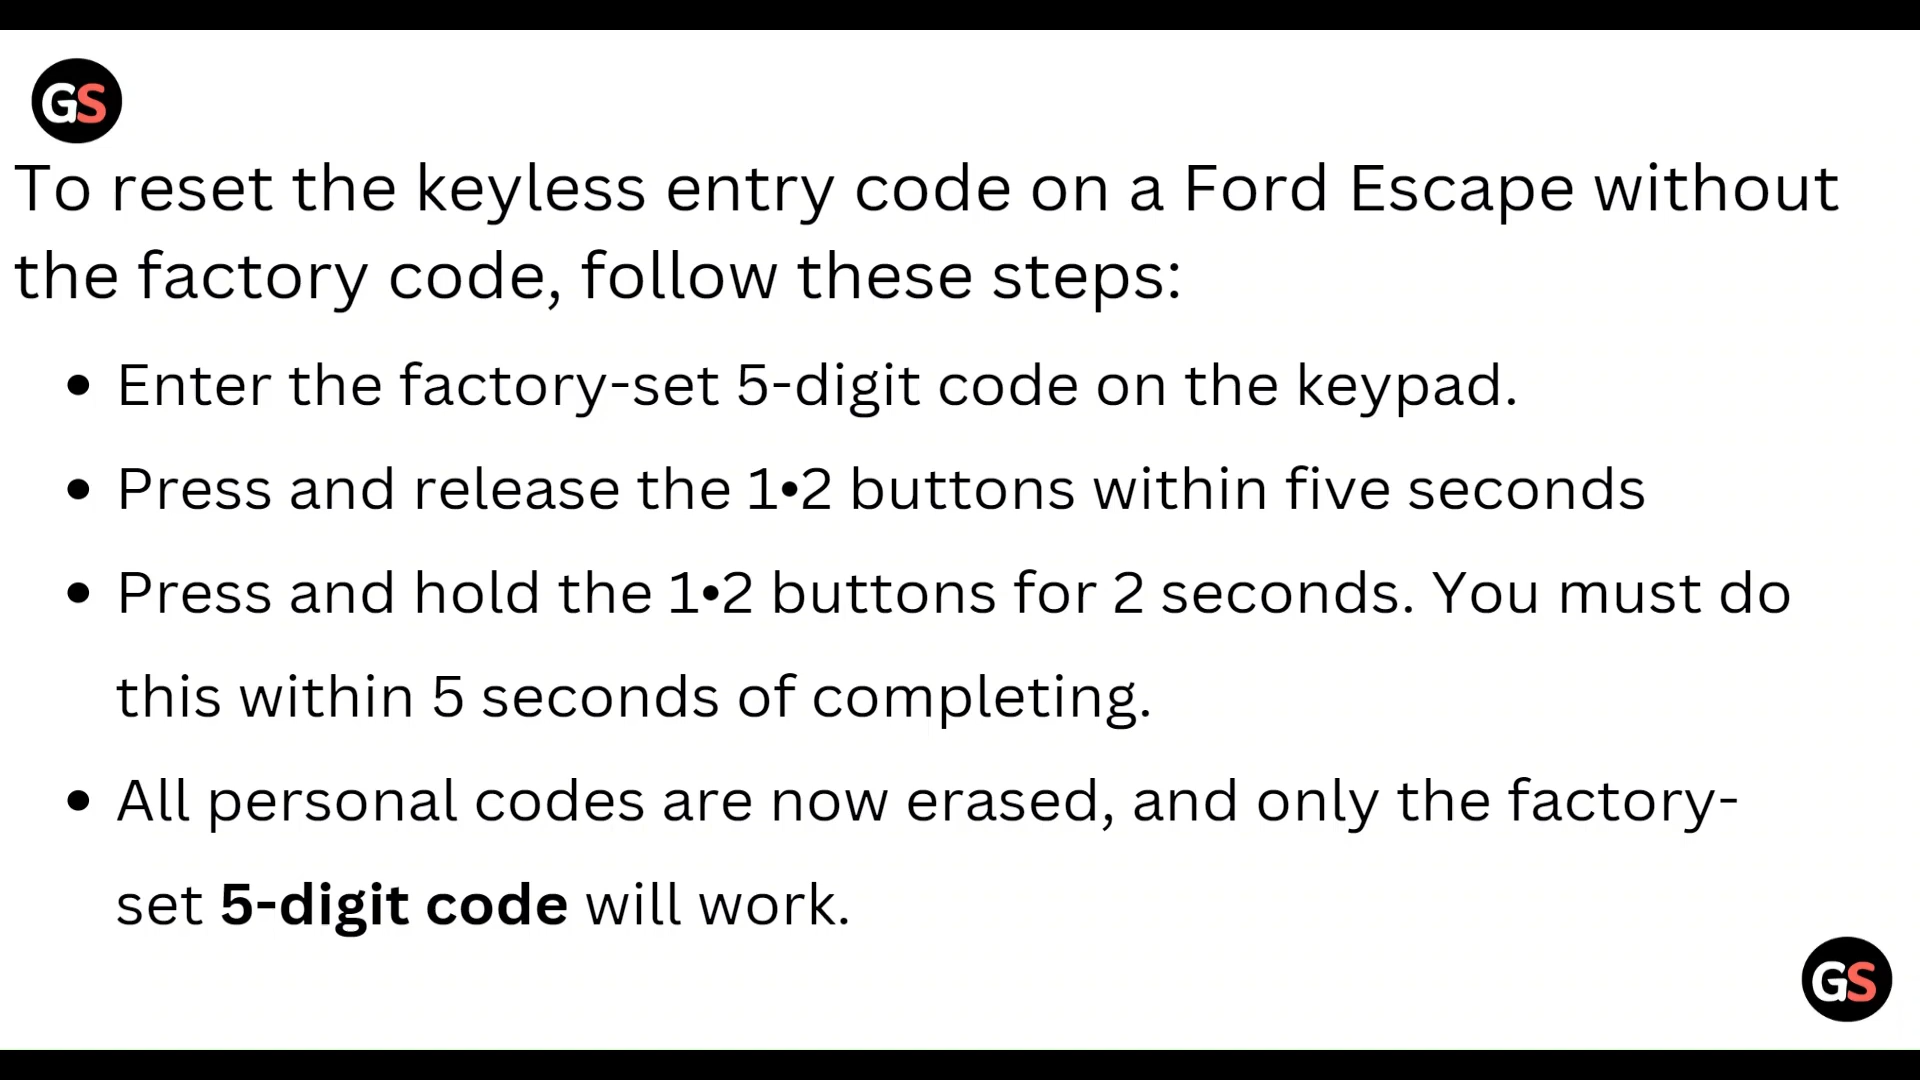 GS
To reset the keyless entry code on a Ford Escape without
the factory code, follow these steps:
• Enter the factory-set 5-digit code on the keypad.
• Press and release the 1•2 buttons within five seconds
• Press and hold the 1•2 buttons for 2 seconds. You must do
this within 5 seconds of completing.
• All personal codes are now erased, and only the factory-
set 5-digit code will work.
GS